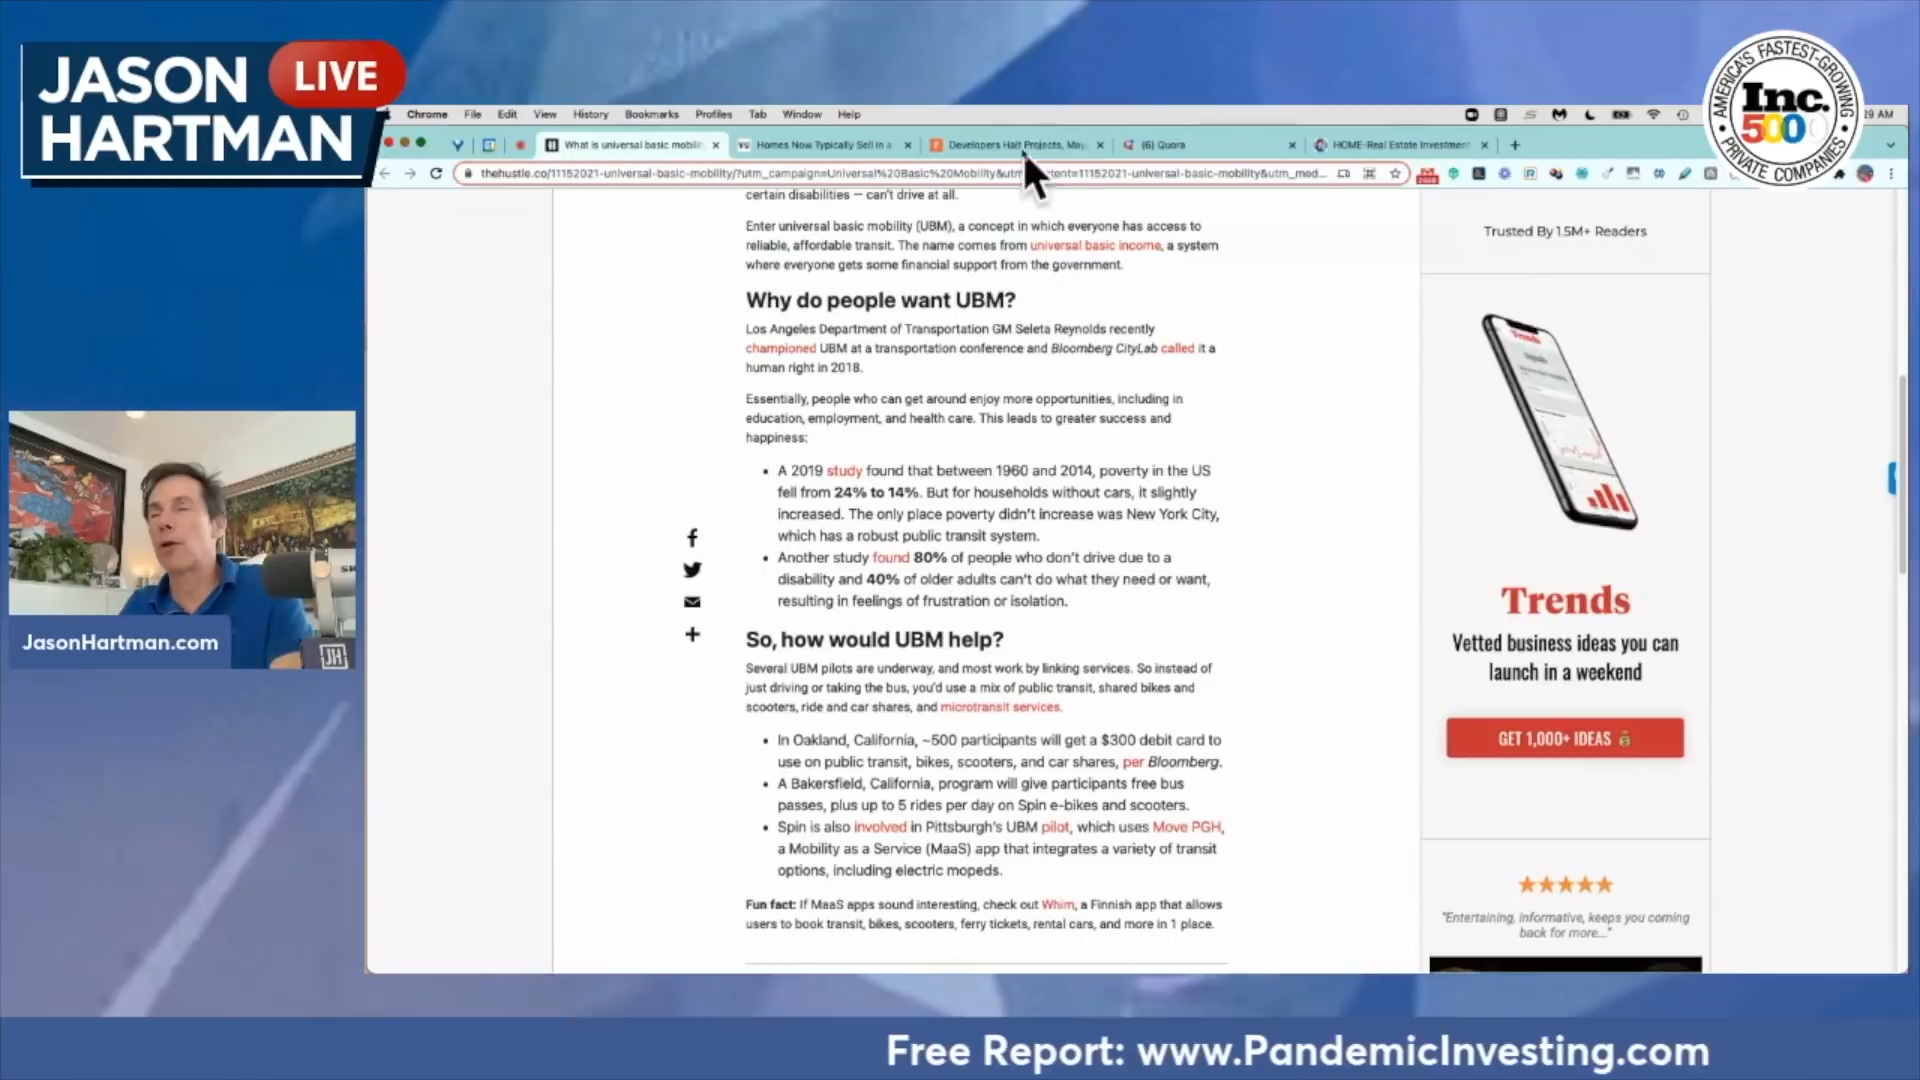 JASON
HARTMAN
LIVE
AMERICA'S FASTEST-GROWING
Inc.
5000
PRIVATE COMPANIES
Chrome File Edit View History Bookmarks Profiles Tab Window Help
29 AM
What is universal basic mobilit
Homes Now Typically Sell in a
Developers Halt Projects, May
(6) Quora
HOME-Real Estate Investment
certain disabilities — can't drive at all.
Enter universal basic mobility (UBM), a concept in which everyone has access to
reliable, affordable transit. The name comes from universal basic income, a system
where everyone gets some financial support from the government.
Why do people want UBM?
Los Angeles Department of Transportation GM Seleta Reynolds recently
championed UBM at a transportation conference and Bloomberg CityLab called it a
human right in 2018.
Essentially, people who can get around enjoy more opportunities, including in
education, employment, and health care. This leads to greater success and
happiness:
• A 2019 study found that between 1960 and 2014, poverty in the US
fell from 24% to 14%. But for households without cars, it slightly
increased. The only place poverty didn't increase was New York City,
which has a robust public transit system.
• Another study found 80% of people who don't drive due to a
disability and 40% of older adults can't do what they need or want,
resulting in feelings of frustration or isolation.
So, how would UBM help?
Several UBM pilots are underway, and most work by linking services. So instead of
just driving or taking the bus, you'd use a mix of public transit, shared bikes and
scooters, ride and car shares, and microtransit services.
• In Oakland, California, ~500 participants will get a $300 debit card to
use on public transit, bikes, scooters, and car shares, per Bloomberg.
• A Bakersfield, California, program will give participants free bus
passes, plus up to 5 rides per day on Spin e-bikes and scooters.
• Spin is also involved in Pittsburgh's UBM pilot, which uses Move PGH,
a Mobility as a Service (MaaS) app that integrates a variety of transit
options, including electric mopeds.
Fun fact: If MaaS apps sound interesting, check out Whim, a Finnish app that allows
users to book transit, bikes, scooters, ferry tickets, rental cars, and more in 1 place.
Trusted By 1.5M+ Readers
Trends
Trends
Vetted business ideas you can
launch in a weekend
GET 1,000+ IDEAS
"Entertaining, informative, keeps you coming
back for more..."
JasonHartman.com
JH
Free Report: www.PandemicInvesting.com